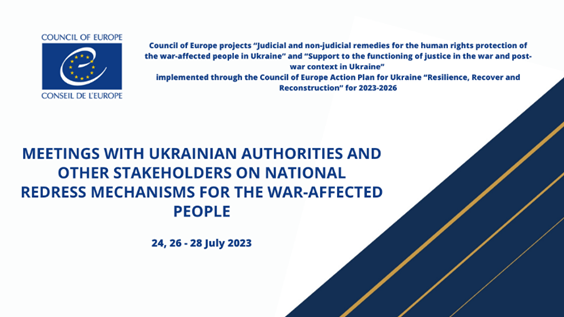 COUNCIL OF EUROPE
CONSEIL DE L'EUROPE
Council of Europe projects "Judicial and non-judicial remedies for the human rights protection of
the war-affected people in Ukraine" and "Support to the functioning of justice in the war and post-
war context in Ukraine"
implemented through the Council of Europe Action Plan for Ukraine "Resilience, Recover and
Reconstruction" for 2023-2026
MEETINGS WITH UKRAINIAN AUTHORITIES AND
OTHER STAKEHOLDERS ON NATIONAL
REDRESS MECHANISMS FOR THE WAR-AFFECTED
PEOPLE
24, 26 - 28 July 2023